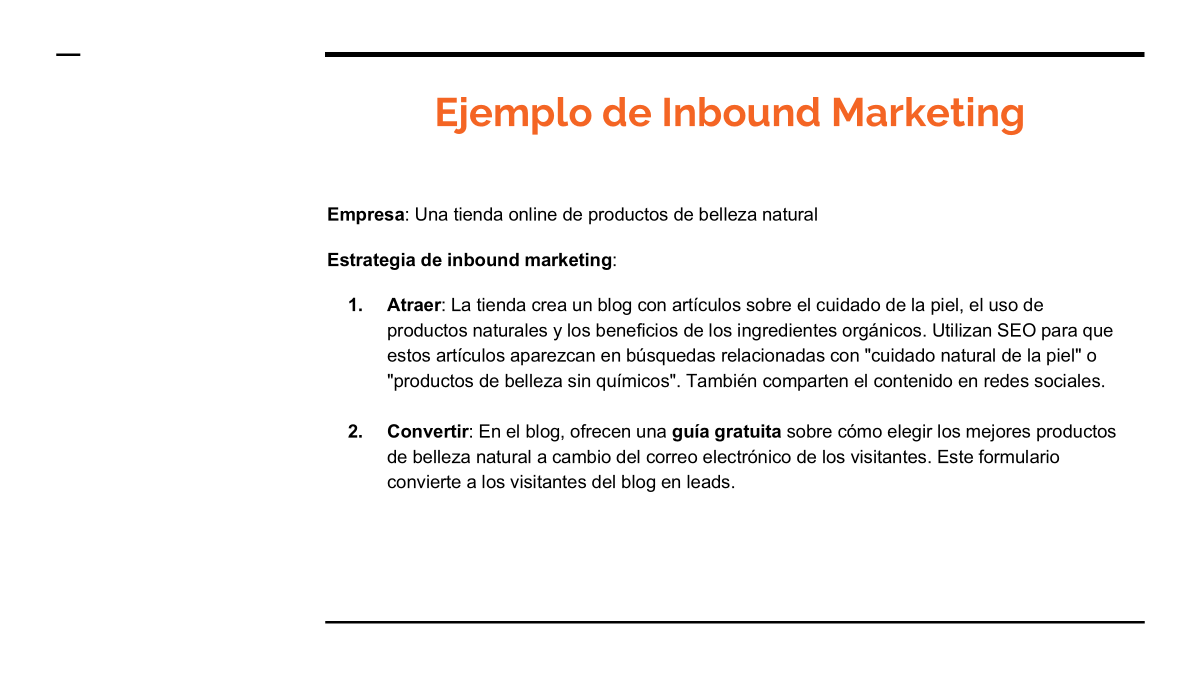 Ejemplo de Inbound Marketing
Empresa: Una tienda online de productos de belleza natural
Estrategia de inbound marketing:
1. Atraer: La tienda crea un blog con artículos sobre el cuidado de la piel, el uso de
productos naturales y los beneficios de los ingredientes orgánicos. Utilizan SEO para que
estos artículos aparezcan en búsquedas relacionadas con "cuidado natural de la piel" o
"productos de belleza sin químicos". También comparten el contenido en redes sociales.
2. Convertir: En el blog, ofrecen una guía gratuita sobre cómo elegir los mejores productos
de belleza natural a cambio del correo electrónico de los visitantes. Este formulario
convierte a los visitantes del blog en leads.